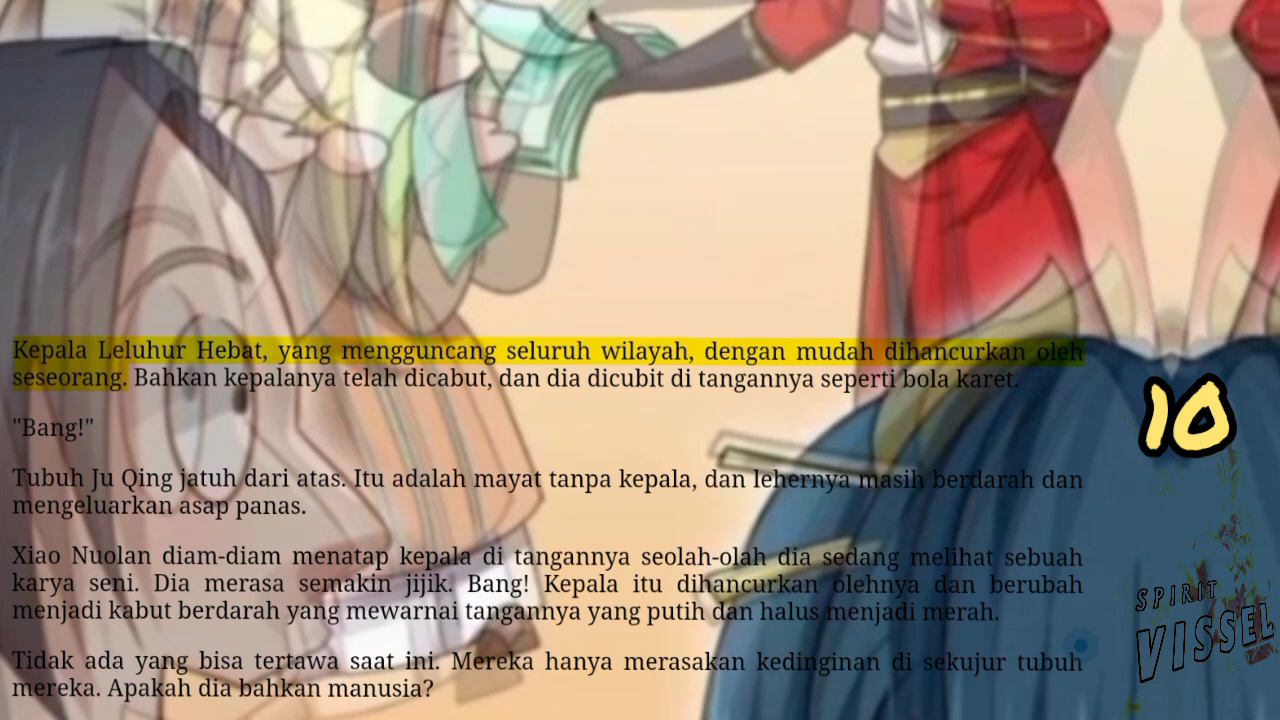 Kepala Leluhur Hebat, yang mengguncang seluruh wilayah, dengan mudah dihancurkan oleh
seseorang. Bahkan kepalanya telah dicabut, dan dia dicubit di tangannya seperti bola karet.
"Bang!"
Tubuh Ju Qing jatuh dari atas. Itu adalah mayat tanpa kepala, dan lehernya masih berdarah dan
mengeluarkan asap panas.
Xiao Nuolan diam-diam menatap kepala di tangannya seolah-olah dia sedang melihat sebuah
karya seni. Dia merasa semakin jijik. Bang! Kepala itu dihancurkan olehnya dan berubah
menjadi kabut berdarah yang mewarnai tangannya yang putih dan halus menjadi merah.
Tidak ada yang bisa tertawa saat ini. Mereka hanya merasakan kedinginan di sekujur tubuh
mereka. Apakah dia bahkan manusia?
10
SPIRIT
VISSEL